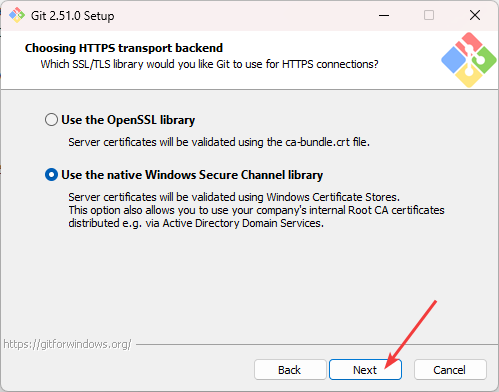 Git 2.51.0 Setup
Choosing HTTPS transport backend
Which SSL/TLS library would you like Git to use for HTTPS connections?
Use the OpenSSL library
Server certificates will be validated using the ca-bundle.crt file.
Use the native Windows Secure Channel library
Server certificates will be validated using Windows Certificate Stores.
This option also allows you to use your company's internal Root CA certificates
distributed e.g. via Active Directory Domain Services.
https://gitforwindows.org/
Back
Next
Cancel